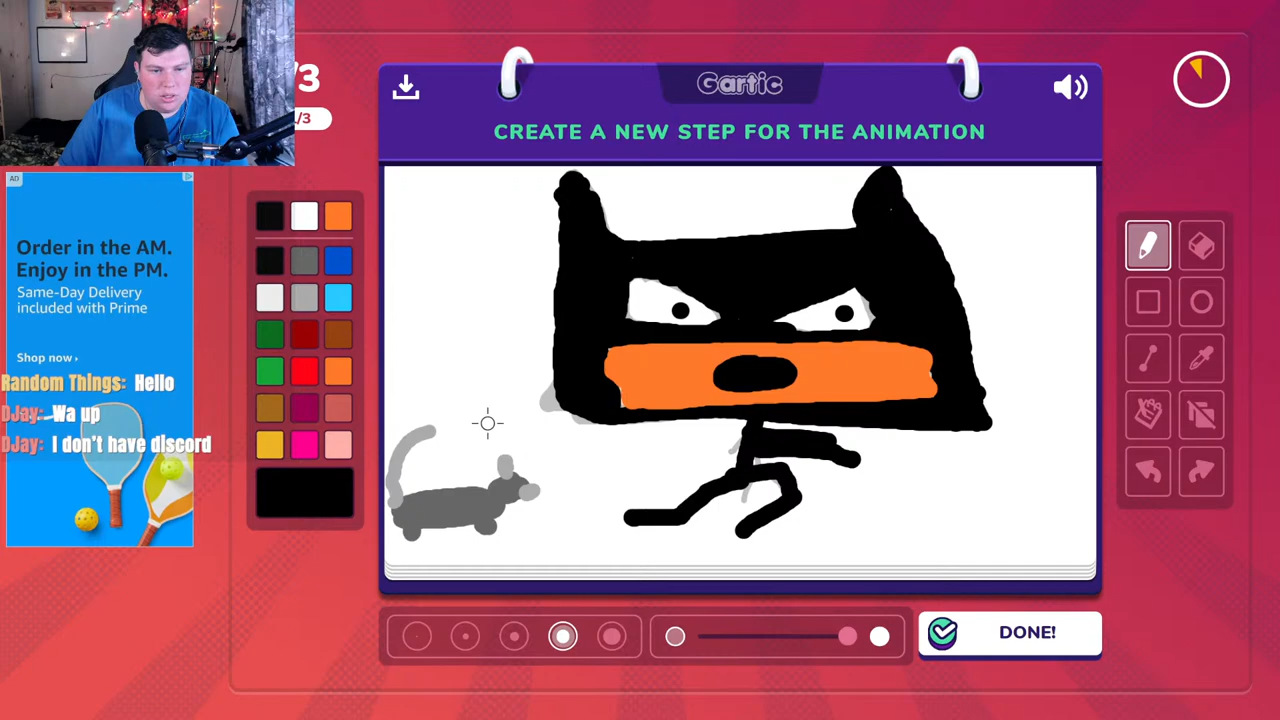 /3
/3
Gartic
CREATE A NEW STEP FOR THE ANIMATION
AD
Order in the AM.
Enjoy in the PM.
Same-Day Delivery
included with Prime
Shop now ›
Random Things: Hello
DJay: Wa up
DJay: I don't have discord
DONE!